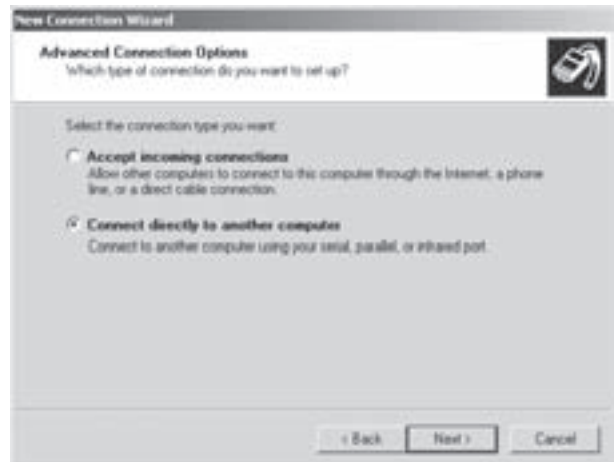 New Connection Wizard
Advanced Connection Options
Which type of connection do you want to set up?
Select the connection type you want:
Accept incoming connections
Allow other computers to connect to this computer through the Internet, a phone
line, or a direct cable connection.
Connect directly to another computer
Connect to another computer using your serial, parallel, or infrared port.
< Back
Next >
Cancel